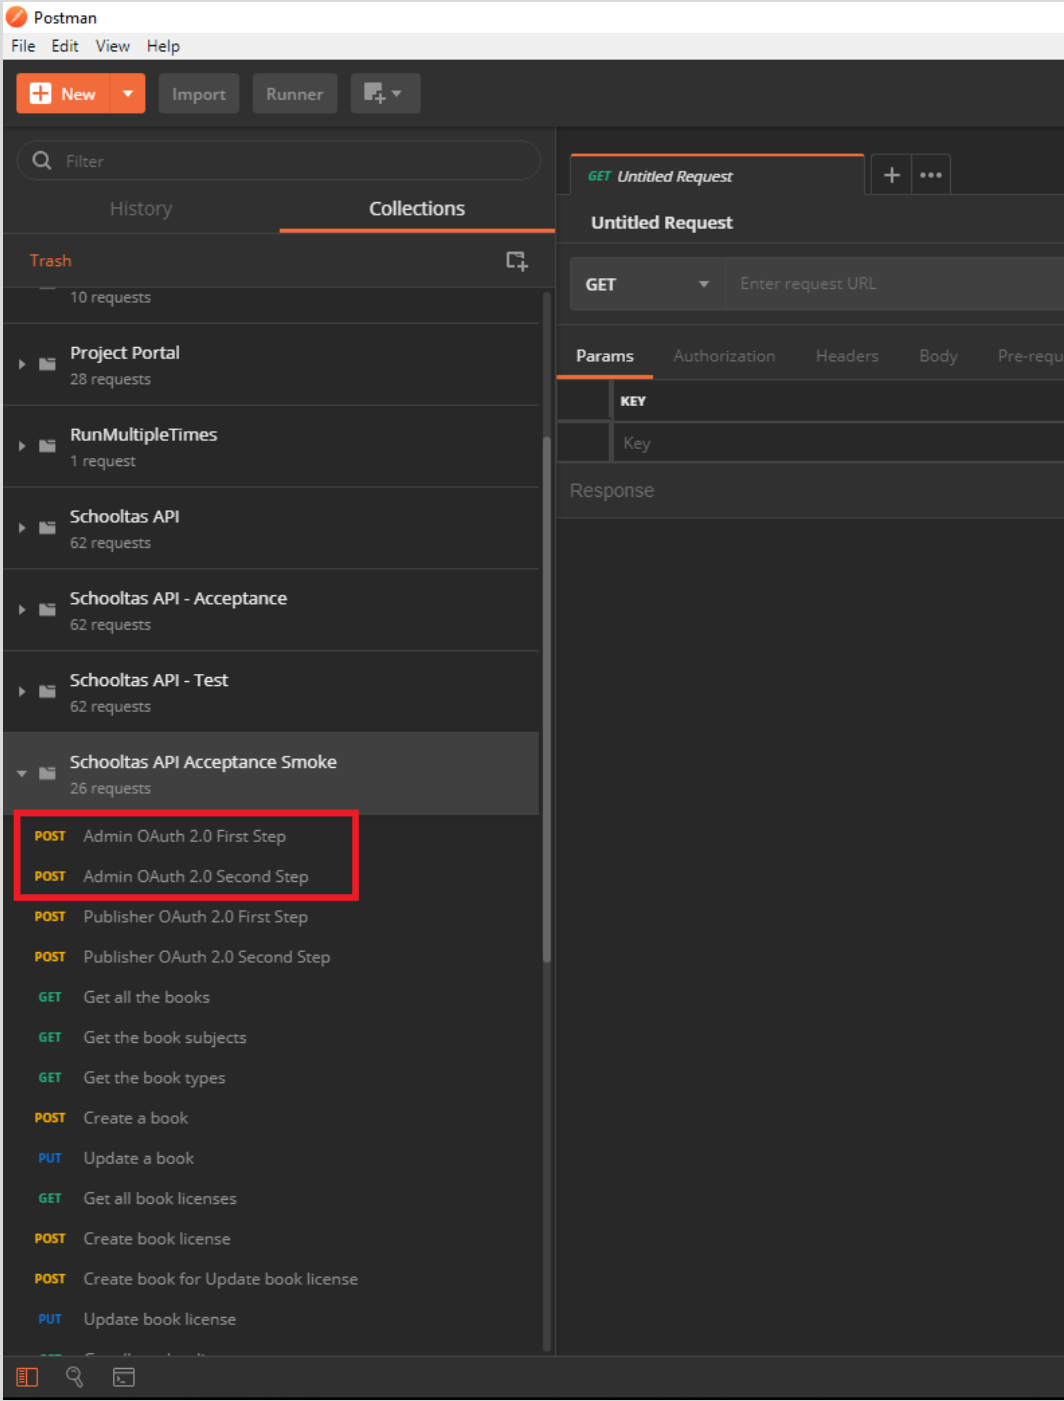 Postman
File Edit View Help
New Import Runner
Filter
History Collections
Trash
10 requests
Project Portal
28 requests
RunMultipleTimes
1 request
Schooltas API
62 requests
Schooltas API - Acceptance
62 requests
Schooltas API - Test
62 requests
Schooltas API Acceptance Smoke
26 requests
POST Admin OAuth 2.0 First Step
POST Admin OAuth 2.0 Second Step
POST Publisher OAuth 2.0 First Step
POST Publisher OAuth 2.0 Second Step
GET Get all the books
GET Get the book subjects
GET Get the book types
POST Create a book
PUT Update a book
GET Get all book licenses
POST Create book license
POST Create book for Update book license
PUT Update book license
GET Untitled Request
Untitled Request
GET Enter request URL
Params Authorization Headers Body Pre-requ
KEY
Key
Response